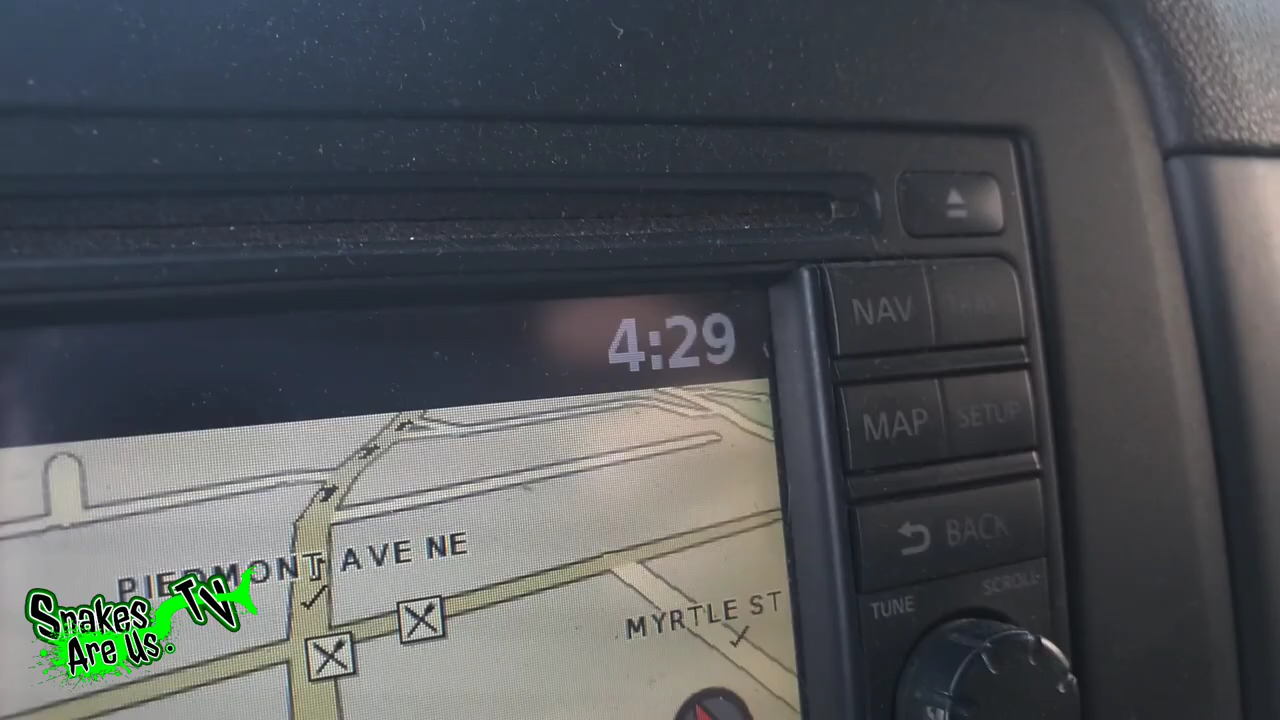 4:29
NAV
MAP
SETUP
BACK
TUNE
SCROLL
PIEDMONT AVE NE
MYRTLE ST
Snakes
Are Us.
TV